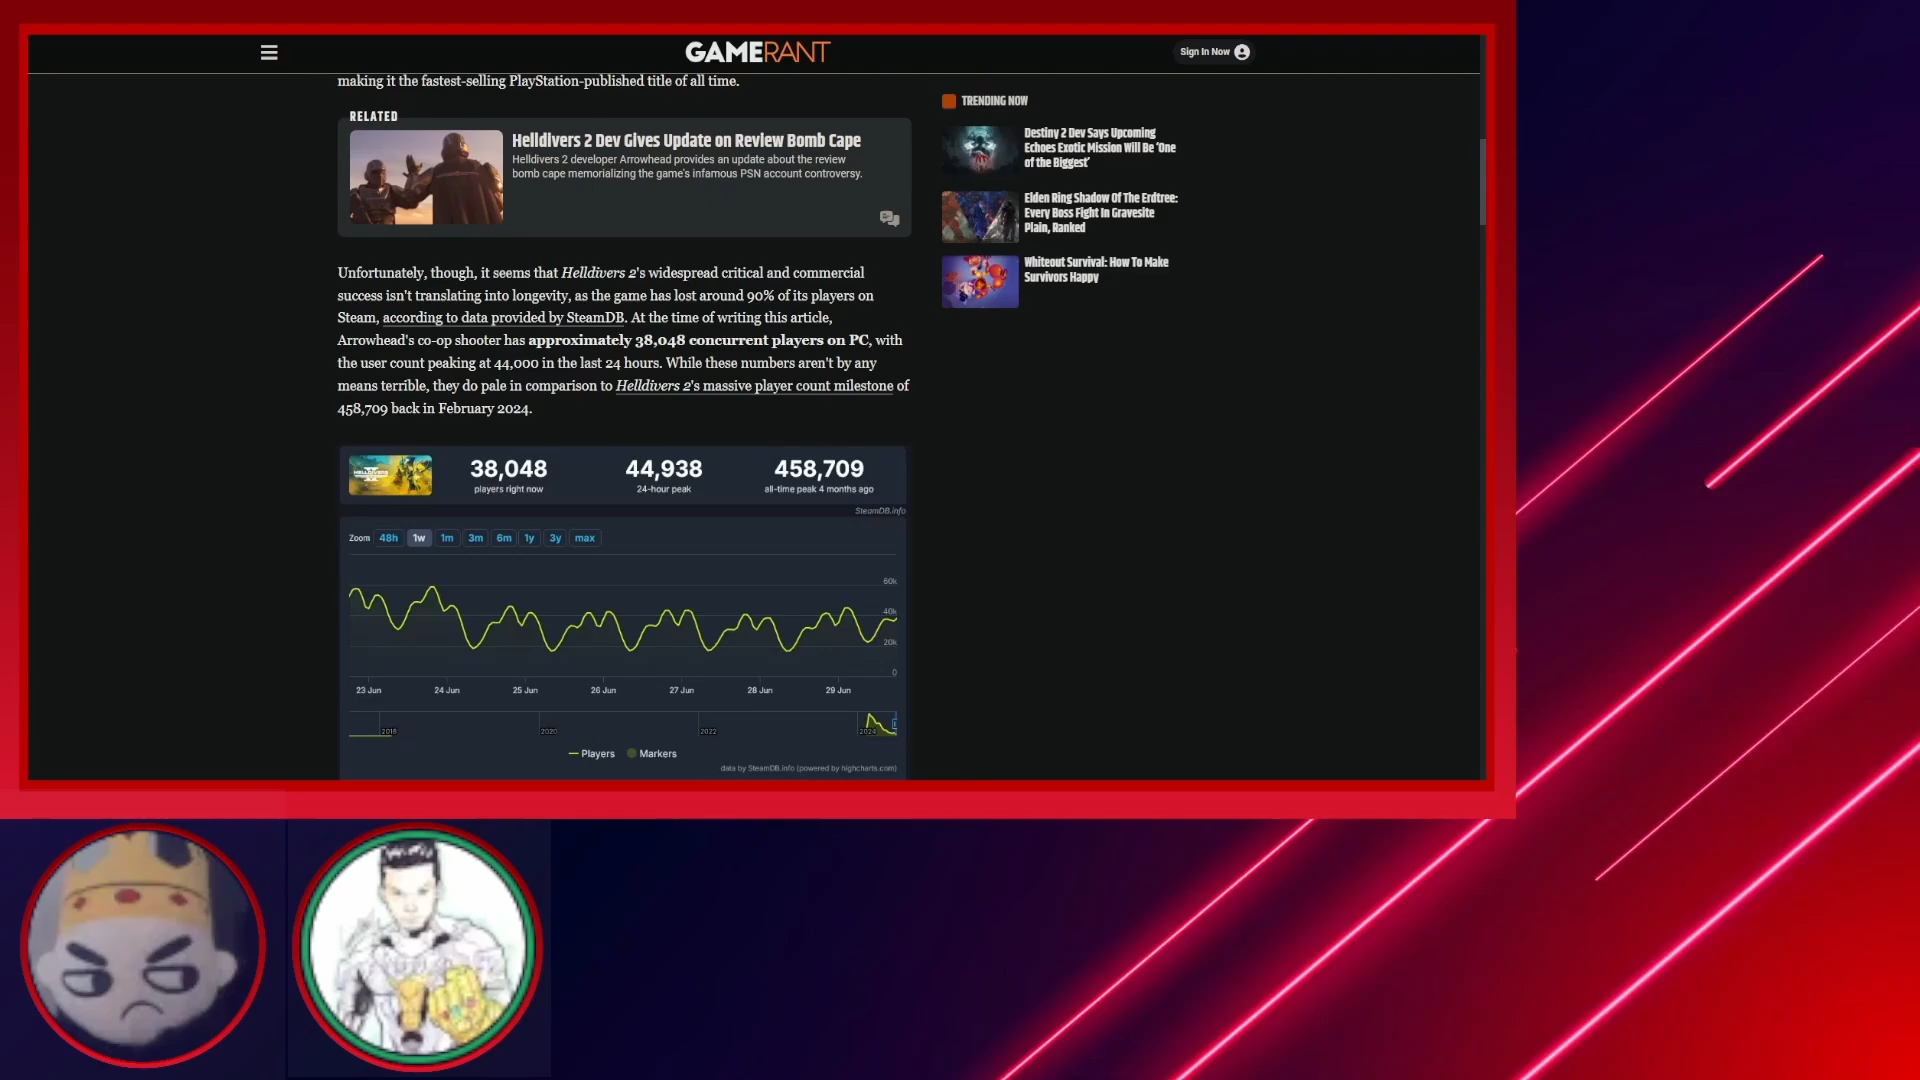 GAMERANT
Sign In Now
making it the fastest-selling PlayStation-published title of all time.
RELATED
Helldivers 2 Dev Gives Update on Review Bomb Cape
Helldivers 2 developer Arrowhead provides an update about the review
bomb cape memorializing the game's infamous PSN account controversy.
Unfortunately, though, it seems that Helldivers 2's widespread critical and commercial
success isn't translating into longevity, as the game has lost around 90% of its players on
Steam, according to data provided by SteamDB. At the time of writing this article,
Arrowhead's co-op shooter has approximately 38,048 concurrent players on PC, with
the user count peaking at 44,000 in the last 24 hours. While these numbers aren't by any
means terrible, they do pale in comparison to Helldivers 2's massive player count milestone of
458,709 back in February 2024.
HELLDIVERS
38,048 44,938 458,709
players right now 24-hour peak all-time peak 4 months ago
SteamDB.info
Zoom 48h 1w 1m 3m 6m 1y 3y max
60k
40k
20k
0
23 Jun 24 Jun 25 Jun 26 Jun 27 Jun 28 Jun 29 Jun
2018 2020 2022 2024
Players Markers
data by SteamDB.info (powered by highcharts.com)
TRENDING NOW
Destiny 2 Dev Says Upcoming
Echoes Exotic Mission Will Be 'One
of the Biggest'
Elden Ring Shadow Of The Erdtree:
Every Boss Fight In Gravesite
Plain, Ranked
Whiteout Survival: How To Make
Survivors Happy